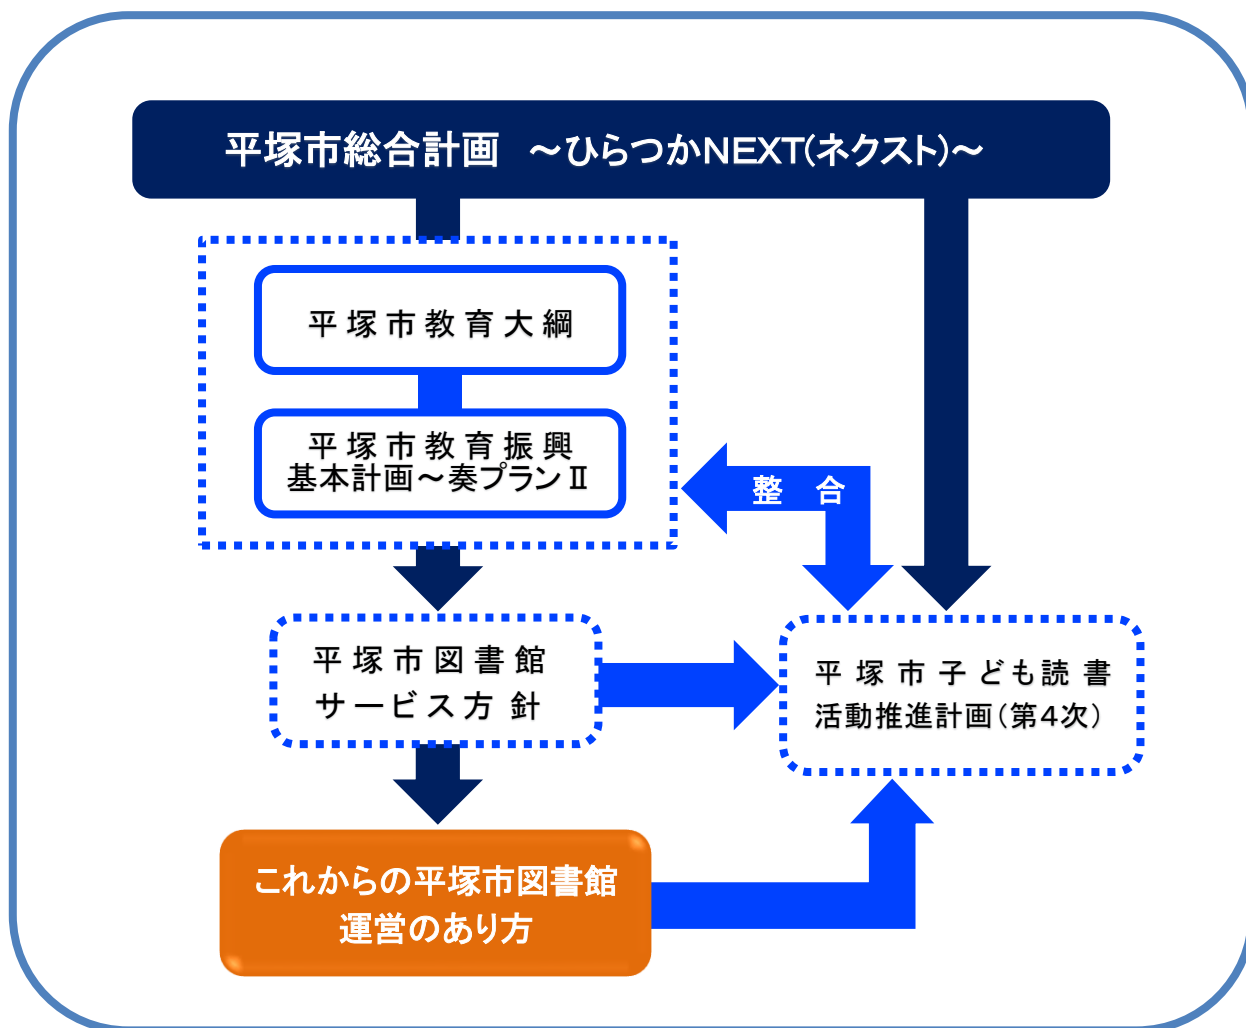 平塚市総合計画　～ひらつかNEXT(ネクスト)～
平塚市教育大綱
平塚市教育振興
基本計画～奏プランⅡ
整　合
平塚市図書館
サービス方針
平塚市子ども読書
活動推進計画（第４次）
これからの平塚市図書館
運営のあり方